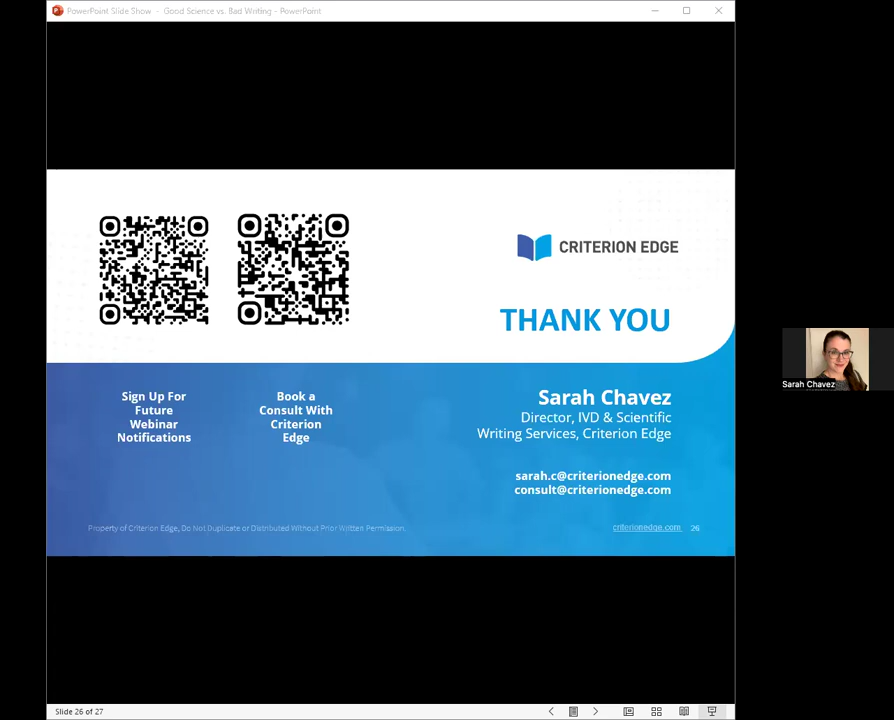 PowerPoint Slide Show - Good Science vs. Bad Writing - PowerPoint
CRITERION EDGE
THANK YOU
Sign Up For
Future
Webinar
Notifications
Book a
Consult With
Criterion
Edge
Sarah Chavez
Director, IVD & Scientific
Writing Services, Criterion Edge
sarah.c@criterionedge.com
consult@criterionedge.com
Property of Criterion Edge, Do Not Duplicate or Distributed Without Prior Written Permission.
criterionedge.com 26
Sarah Chavez
Slide 26 of 27